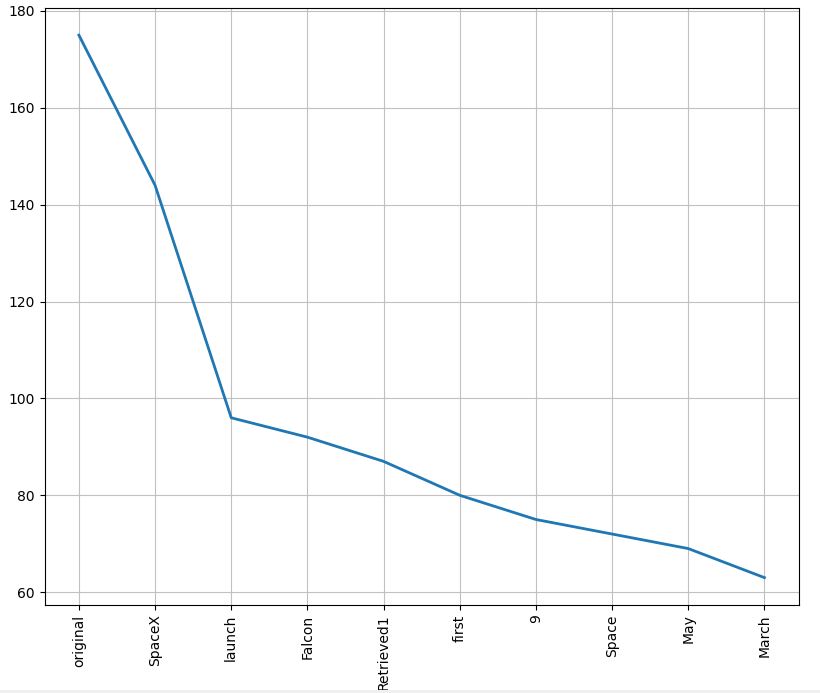 180
160
140
120
100
80
60
original
SpaceX
launch
Falcon
Retrieved1
first
9
Space
May
March